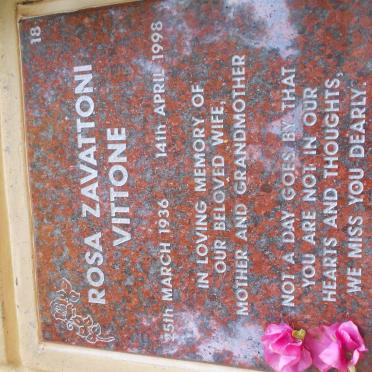 18
ROSA ZAVATTONI
VITTONE
25th MARCH 1936 14th APRIL 1998
IN LOVING MEMORY OF
OUR BELOVED WIFE,
MOTHER AND GRANDMOTHER
NOT A DAY GOES BY THAT
YOU ARE NOT IN OUR
HEARTS AND THOUGHTS,
WE MISS YOU DEARLY.